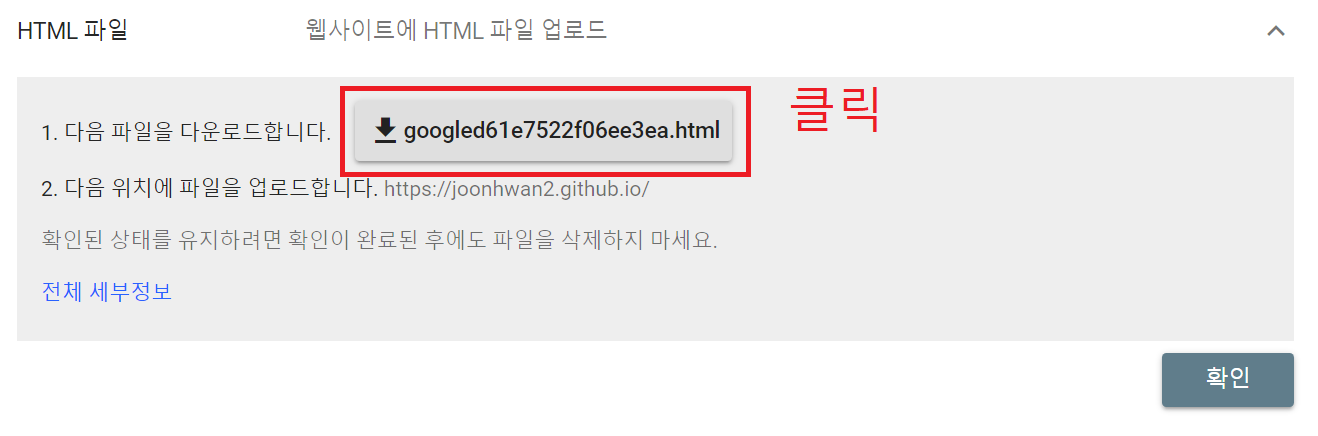 HTML 파일 웹사이트에 HTML 파일 업로드
클릭
1. 다음 파일을 다운로드합니다. googled61e7522f06ee3ea.html
2. 다음 위치에 파일을 업로드합니다. https://joonhwan2.github.io/
확인된 상태를 유지하려면 확인이 완료된 후에도 파일을 삭제하지 마세요.
전체 세부정보
확인